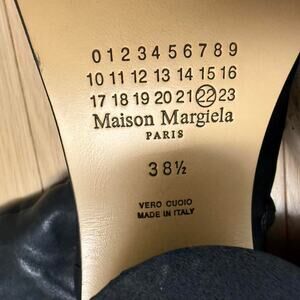 0 1 2 3 4 5 6 7 8 9
10 11 12 13 14 15 16
17 18 19 20 21 22 23
Maison Margiela
PARIS
38½
VERO CUOIO
MADE IN ITALY